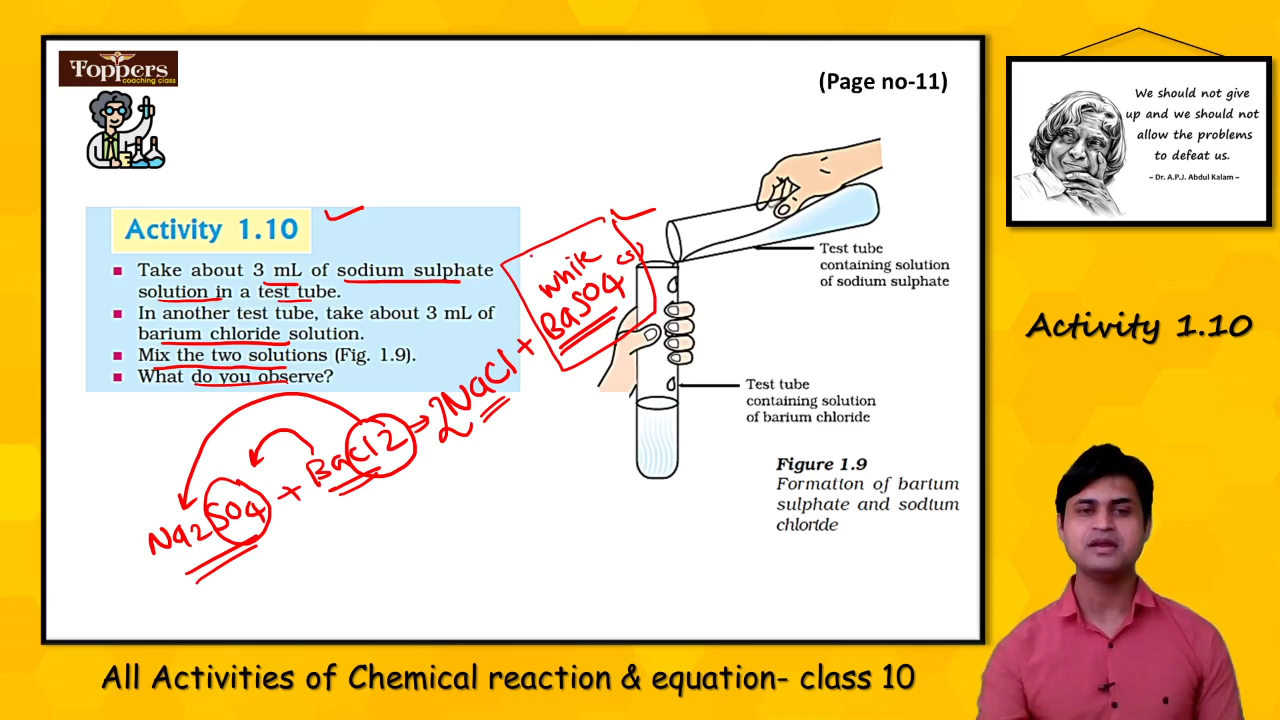 Toppers
coaching class
(Page no-11)
Activity 1.10
■ Take about 3 mL of sodium sulphate
solution in a test tube.
■ In another test tube, take about 3 mL of
barium chloride solution.
■ Mix the two solutions (Fig. 1.9).
■ What do you observe?
Na2SO4 + BaCl2 → 2NaCl + BaSO4 (s)
white
Test tube
containing solution
of sodium sulphate
Test tube
containing solution
of barium chloride
Figure 1.9
Formation of barium
sulphate and sodium
chloride
We should not give
up and we should not
allow the problems
to defeat us.
~ Dr. A.P.J. Abdul Kalam ~
Activity 1.10
All Activities of Chemical reaction & equation- class 10